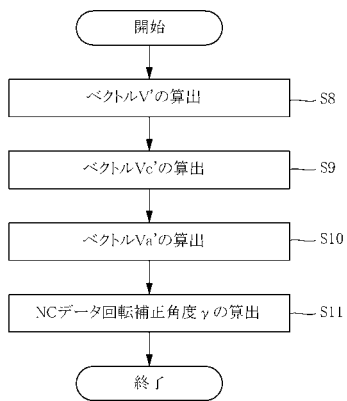 開始
ベクトルV'の算出
S8
ベクトルVc'の算出
S9
ベクトルVa'の算出
S10
NCデータ回転補正角度γの算出
S11
終了